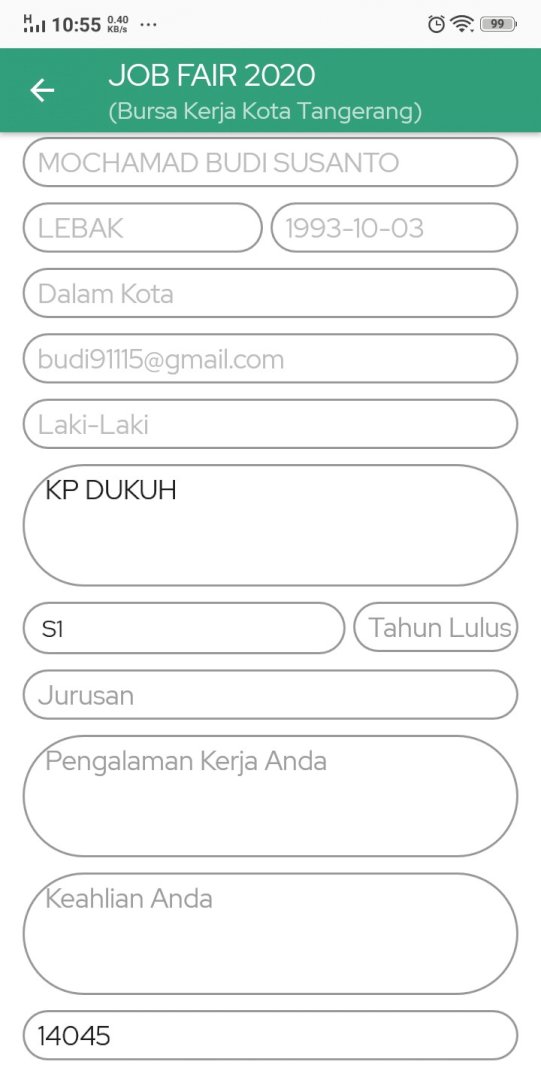 H 10:55 0.40 KB/s ... 99
JOB FAIR 2020
(Bursa Kerja Kota Tangerang)
MOCHAMAD BUDI SUSANTO
LEBAK 1993-10-03
Dalam Kota
budi91115@gmail.com
Laki-Laki
KP DUKUH
S1 Tahun Lulus
Jurusan
Pengalaman Kerja Anda
Keahlian Anda
14045